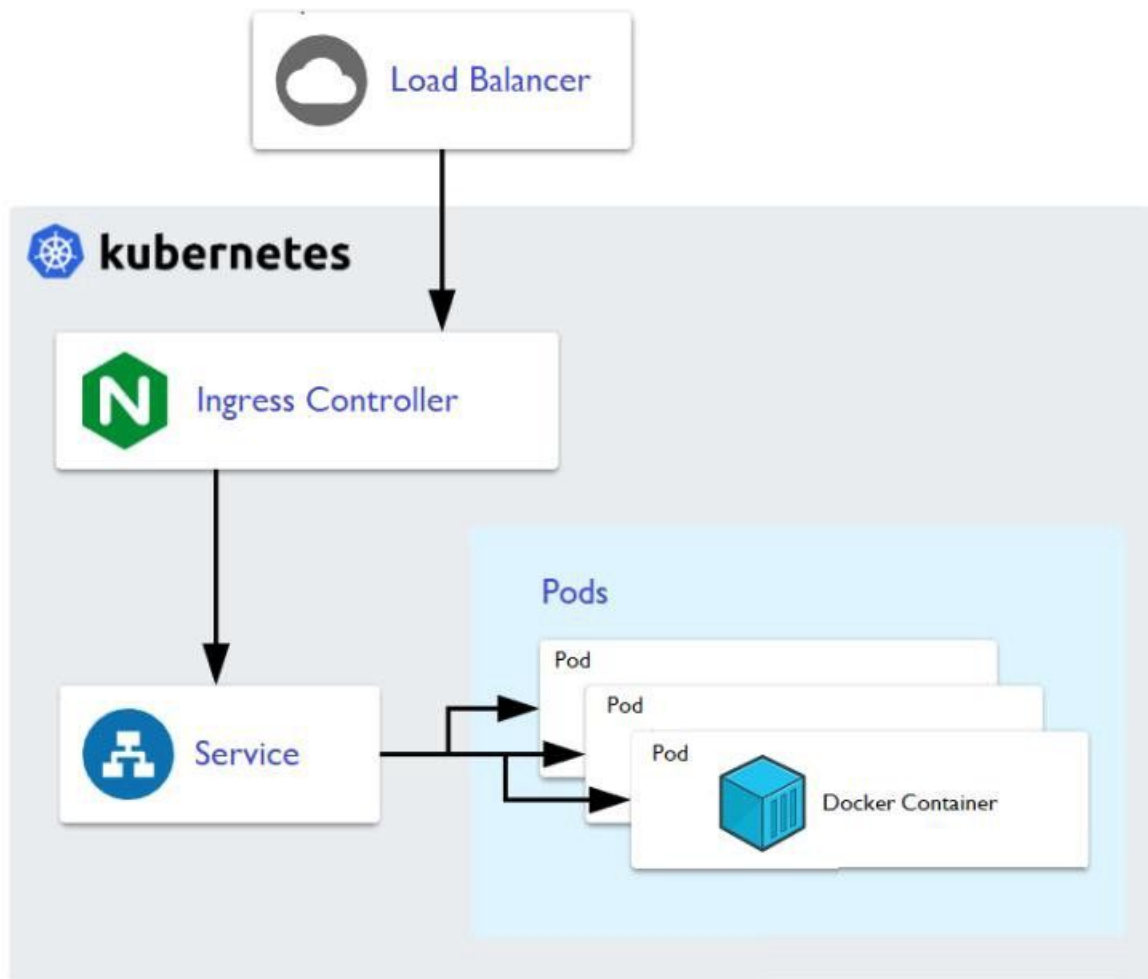 Load Balancer
kubernetes
N
Ingress Controller
Pods
Pod
Pod
Service
Pod
Docker Container